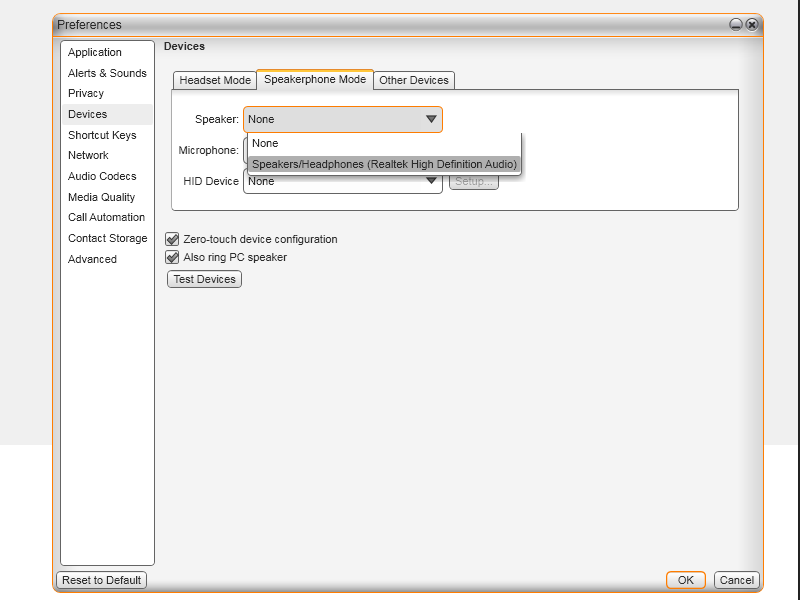 Preferences
Application
Alerts & Sounds
Privacy
Devices
Shortcut Keys
Network
Audio Codecs
Media Quality
Call Automation
Contact Storage
Advanced
Devices
Headset Mode Speakerphone Mode Other Devices
Speaker: None
None
Microphone:
Speakers/Headphones (Realtek High Definition Audio)
HID Device None Setup...
Zero-touch device configuration
Also ring PC speaker
Test Devices
Reset to Default OK Cancel